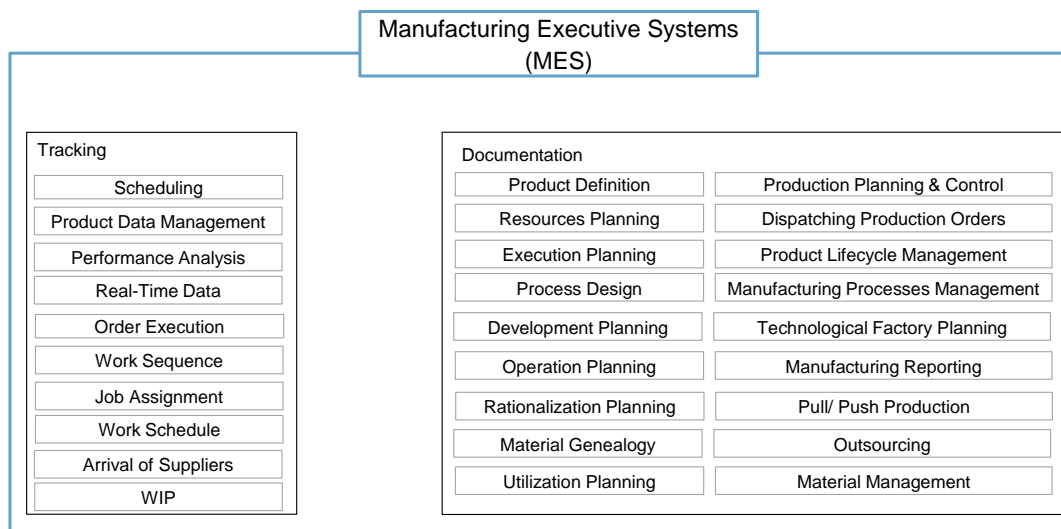 Manufacturing Executive Systems
(MES)
Tracking
Scheduling
Product Data Management
Performance Analysis
Real-Time Data
Order Execution
Work Sequence
Job Assignment
Work Schedule
Arrival of Suppliers
WIP
Documentation
Product Definition
Resources Planning
Execution Planning
Process Design
Development Planning
Operation Planning
Rationalization Planning
Material Genealogy
Utilization Planning
Production Planning & Control
Dispatching Production Orders
Product Lifecycle Management
Manufacturing Processes Management
Technological Factory Planning
Manufacturing Reporting
Pull/ Push Production
Outsourcing
Material Management